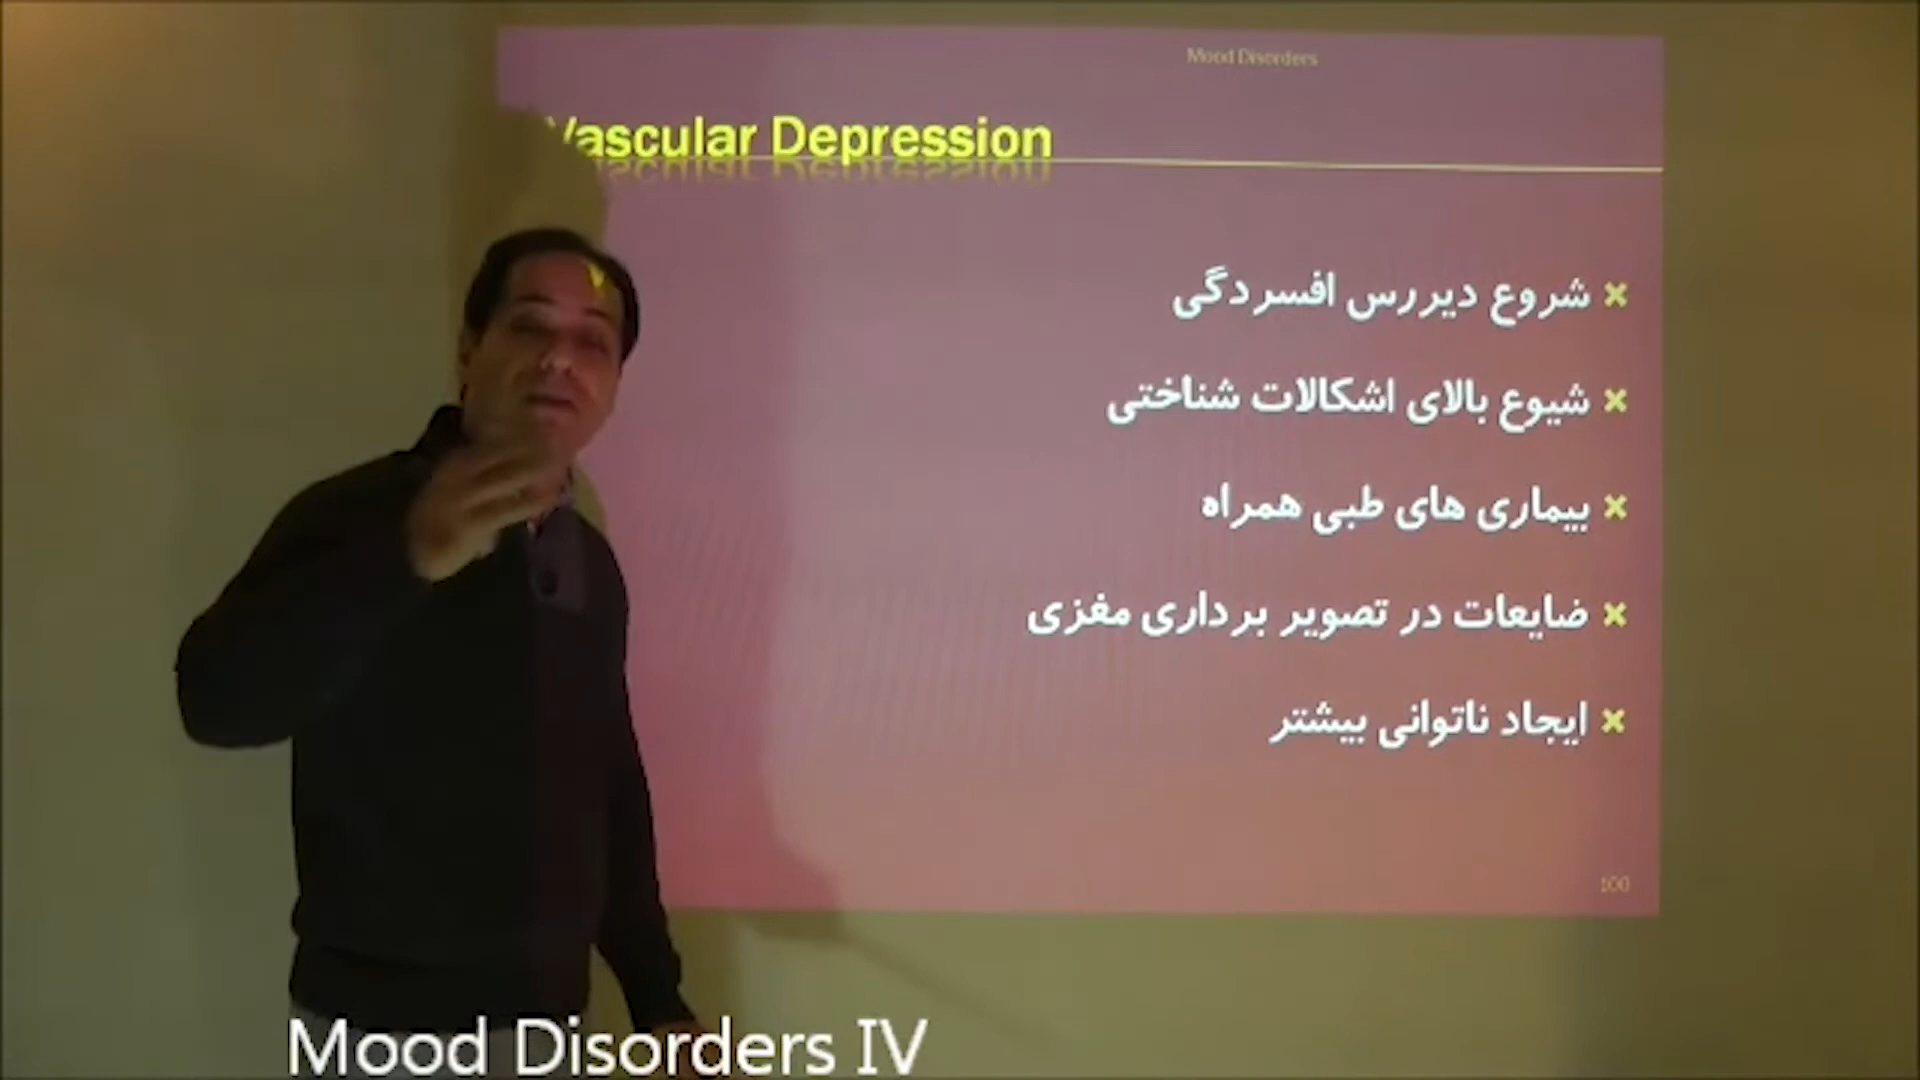 Mood Disorders
Vascular Depression
شروع دیررس افسردگی
شیوع بالای اشکالات شناختی
بیماری های طبی همراه
ضایعات در تصویر برداری مغزی
ایجاد ناتوانی بیشتر
100
Mood Disorders IV